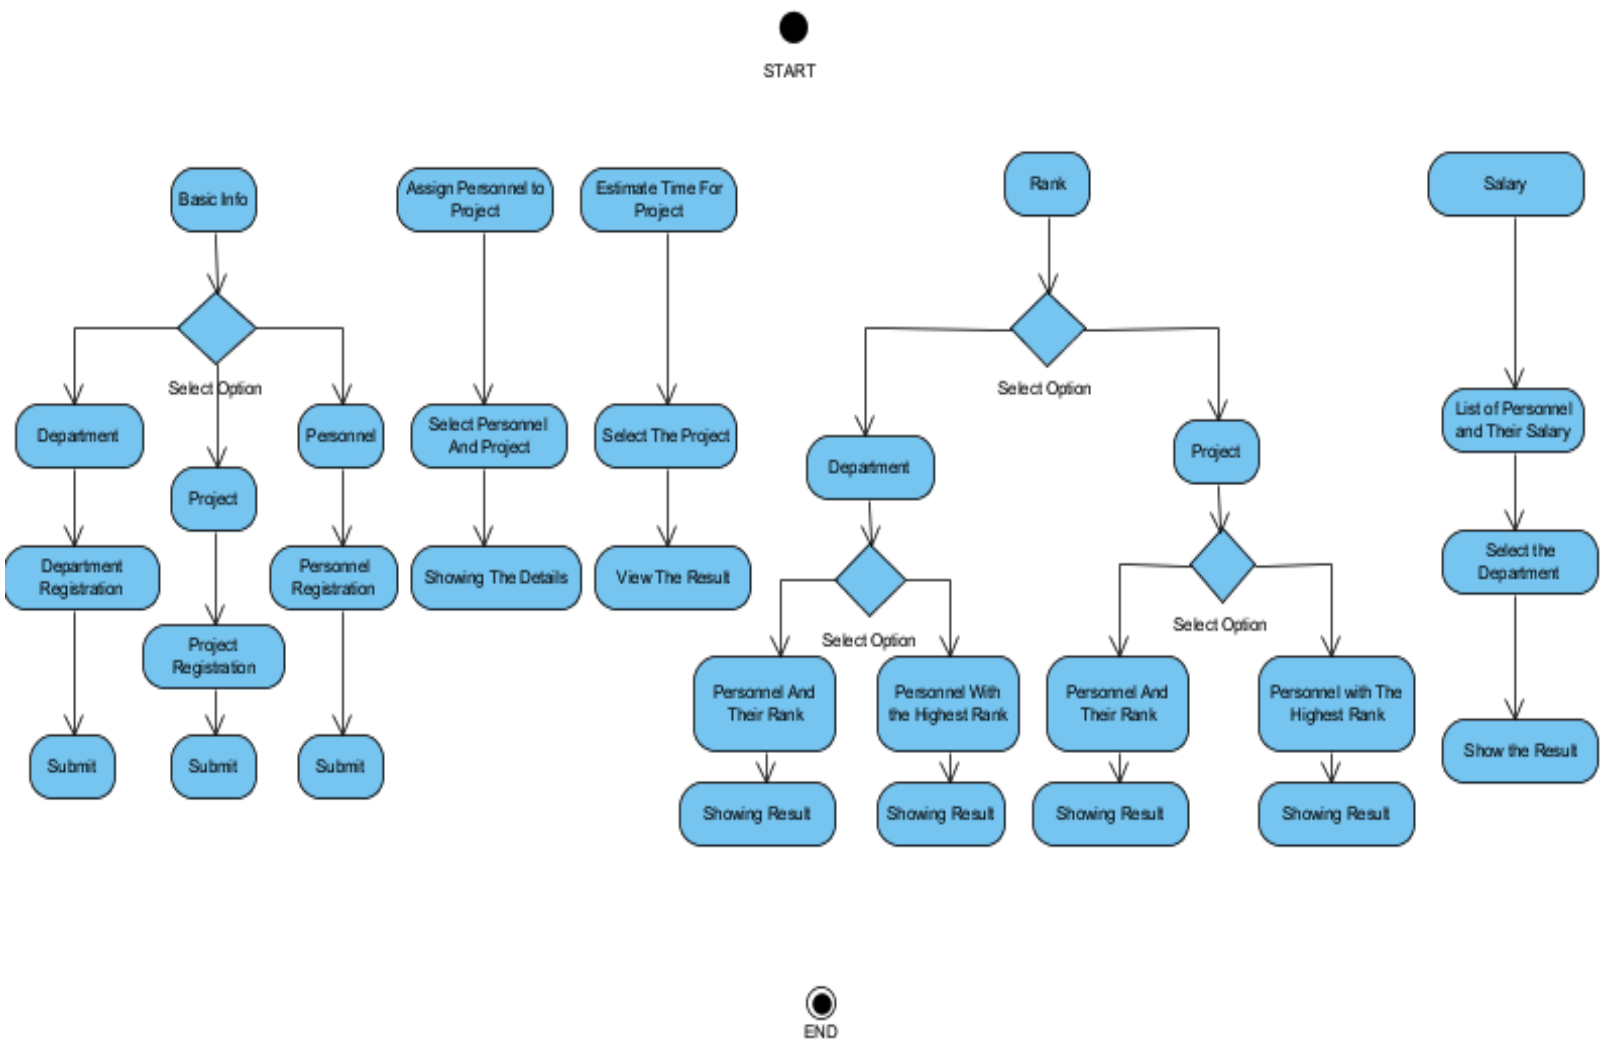 START
Basic Info
Assign Personnel to
Project
Estimate Time For
Project
Rank
Salary
Select Option
Select Option
Department
Project
Personnel
Select Personnel
And Project
Select The Project
Department
Project
List of Personnel
and Their Salary
Department
Registration
Project
Registration
Personnel
Registration
Showing The Details
View The Result
Select Option
Select Option
Select the
Department
Personnel And
Their Rank
Personnel With
the Highest Rank
Personnel And
Their Rank
Personnel with The
Highest Rank
Submit
Submit
Submit
Showing Result
Showing Result
Showing Result
Showing Result
Show the Result
END